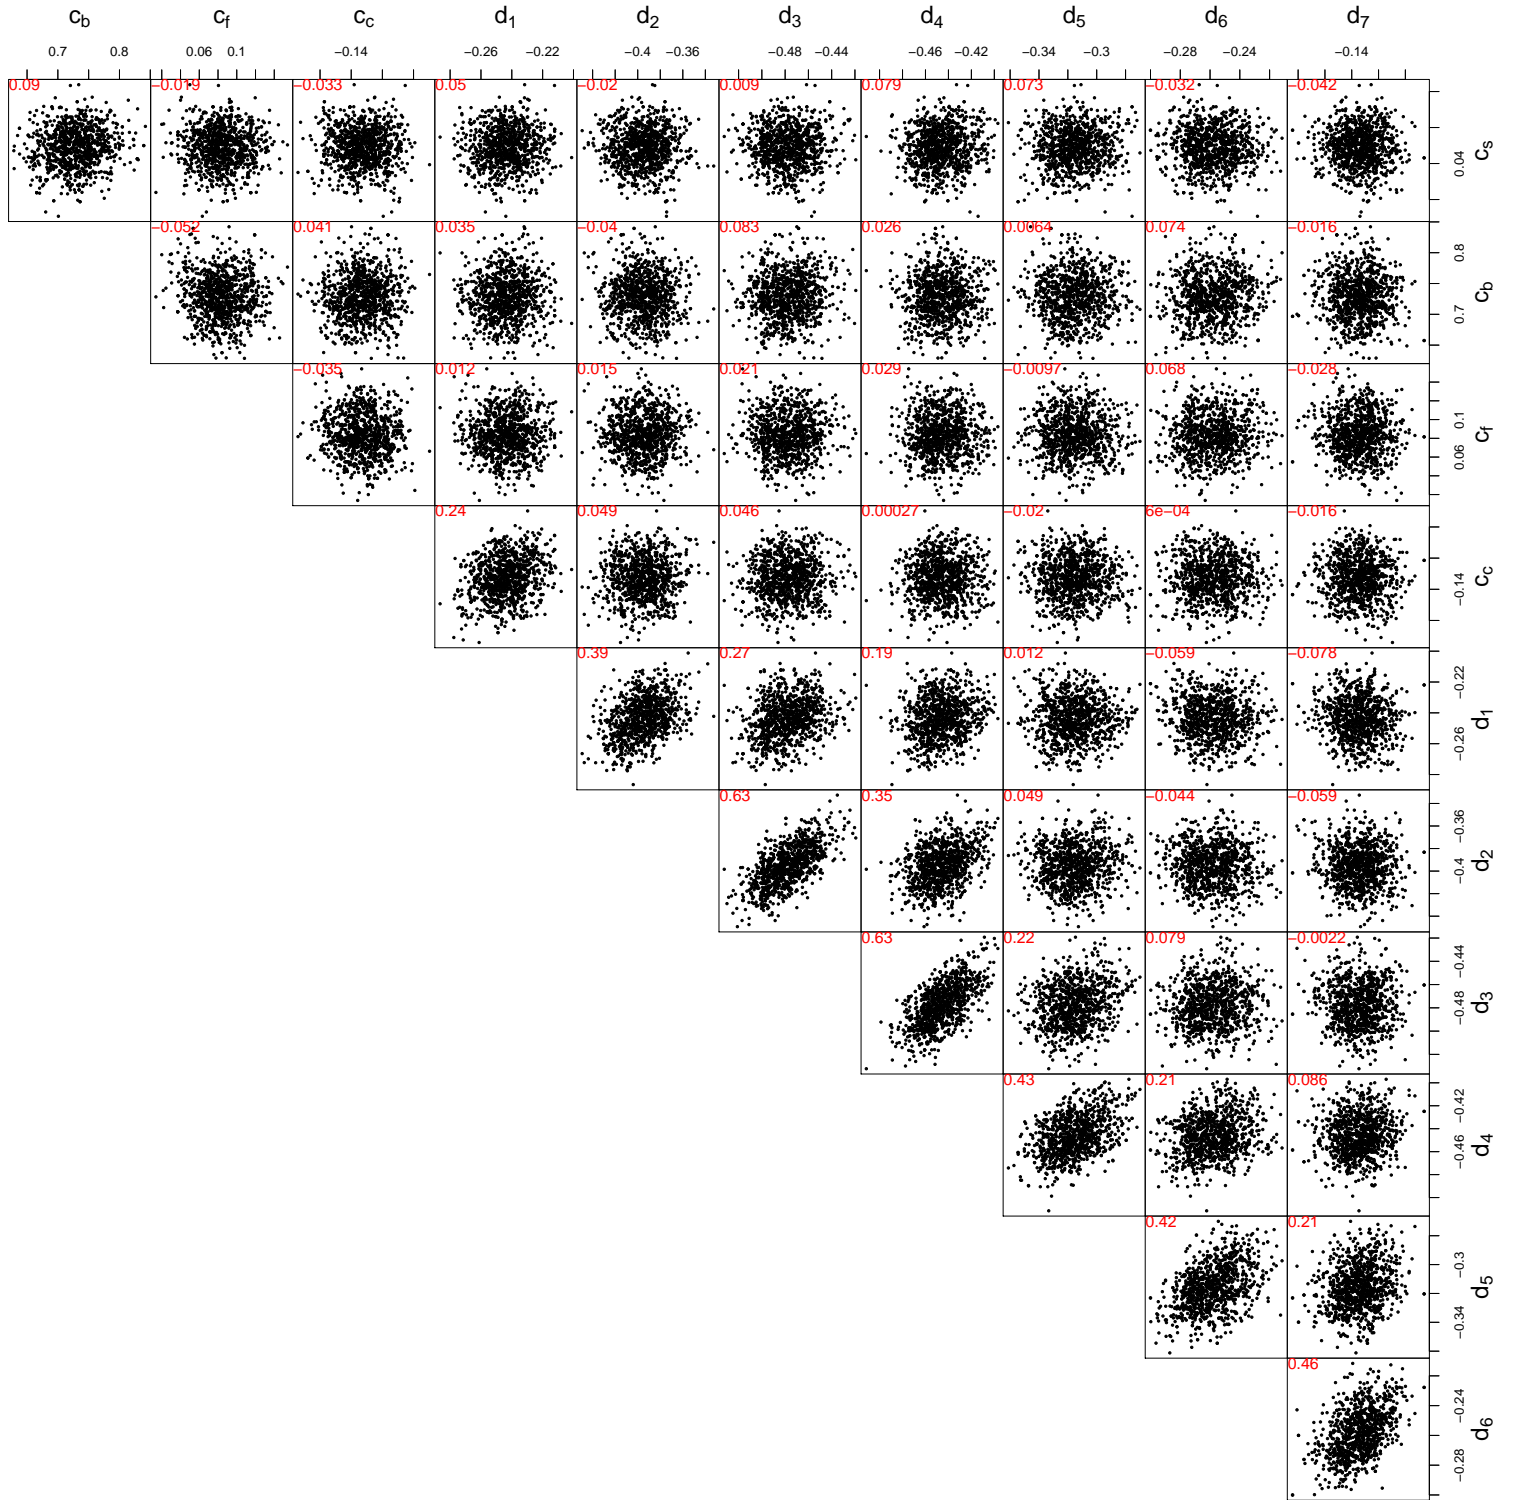 c_b c_f c_c d_1 d_2 d_3 d_4 d_5 d_6 d_7
0.7 0.8 0.06 0.1 −0.14 −0.26 −0.22 −0.4 −0.36 −0.48 −0.44 −0.46 −0.42 −0.34 −0.3 −0.28 −0.24 −0.14
0.09 −0.019 −0.033 0.05 −0.02 0.009 0.079 0.073 −0.032 −0.042
0.04 c_s
−0.052 0.041 0.035 −0.04 0.083 0.026 0.0064 0.074 −0.016
0.7 0.8 c_b
−0.035 0.012 0.015 0.021 0.029 −0.0097 0.068 −0.028
0.06 0.1 c_f
0.24 0.049 0.046 0.00027 −0.02 6e−04 −0.016
−0.14 c_c
0.39 0.27 0.19 0.012 −0.059 −0.078
−0.26 −0.22 d_1
0.63 0.35 0.049 −0.044 −0.059
−0.4 −0.36 d_2
0.63 0.22 0.079 −0.0022
−0.48 −0.44 d_3
0.43 0.21 0.086
−0.46 −0.42 d_4
0.42 0.21
−0.34 −0.3 d_5
0.46
−0.28 −0.24 d_6